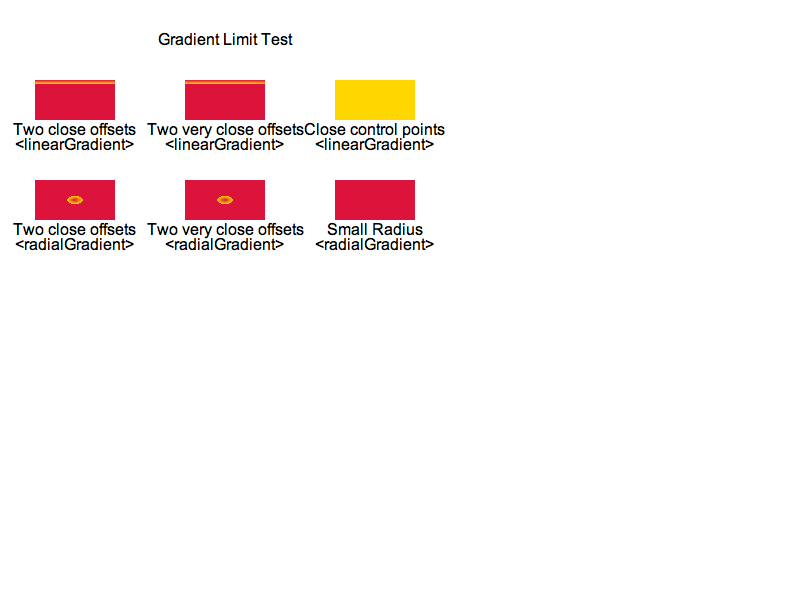 Gradient Limit Test
Two close offsets
<linearGradient>
Two very close offsets
<linearGradient>
Close control points
<linearGradient>
Two close offsets
<radialGradient>
Two very close offsets
<radialGradient>
Small Radius
<radialGradient>